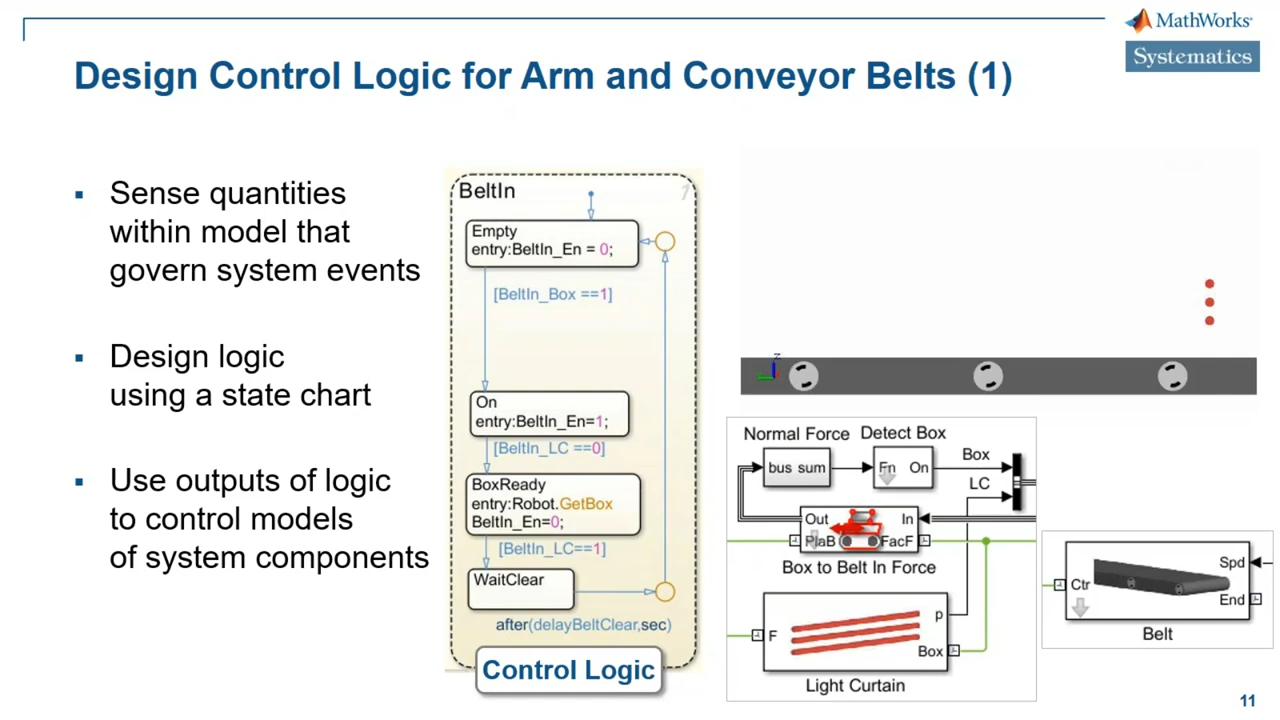 MathWorks®
Systematics
Design Control Logic for Arm and Conveyor Belts (1)
▪ Sense quantities
within model that
govern system events
▪ Design logic
using a state chart
▪ Use outputs of logic
to control models
of system components
BeltIn
1
Empty
entry:BeltIn_En = 0;
[BeltIn_Box ==1]
On
entry:BeltIn_En=1;
[BeltIn_LC ==0]
BoxReady
entry:Robot.GetBox
BeltIn_En=0;
[BeltIn_LC==1]
WaitClear
after(delayBeltClear,sec)
Control Logic
Z
Normal Force
Detect Box
bus sum
Fn
On
Box
LC
Out
In
PlaB
FacF
Box to Belt In Force
F
p
Box
Light Curtain
Ctr
Spd
End
Belt
11